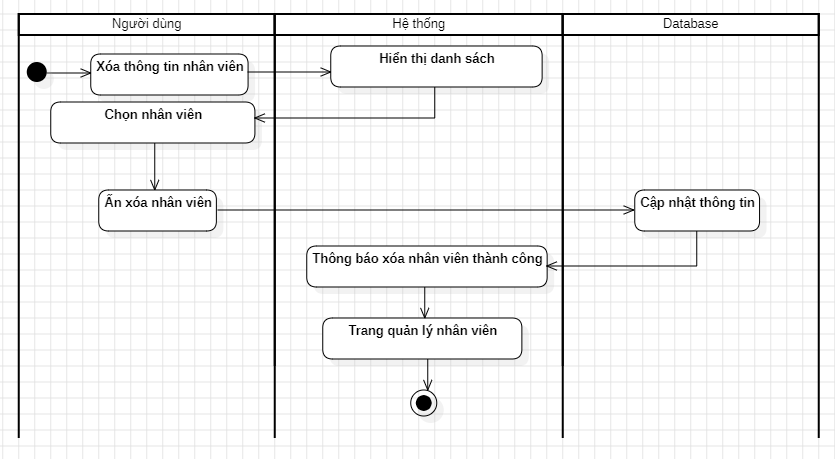 Người dùng
Hệ thống
Database
Xóa thông tin nhân viên
Hiển thị danh sách
Chọn nhân viên
Ấn xóa nhân viên
Cập nhật thông tin
Thông báo xóa nhân viên thành công
Trang quản lý nhân viên